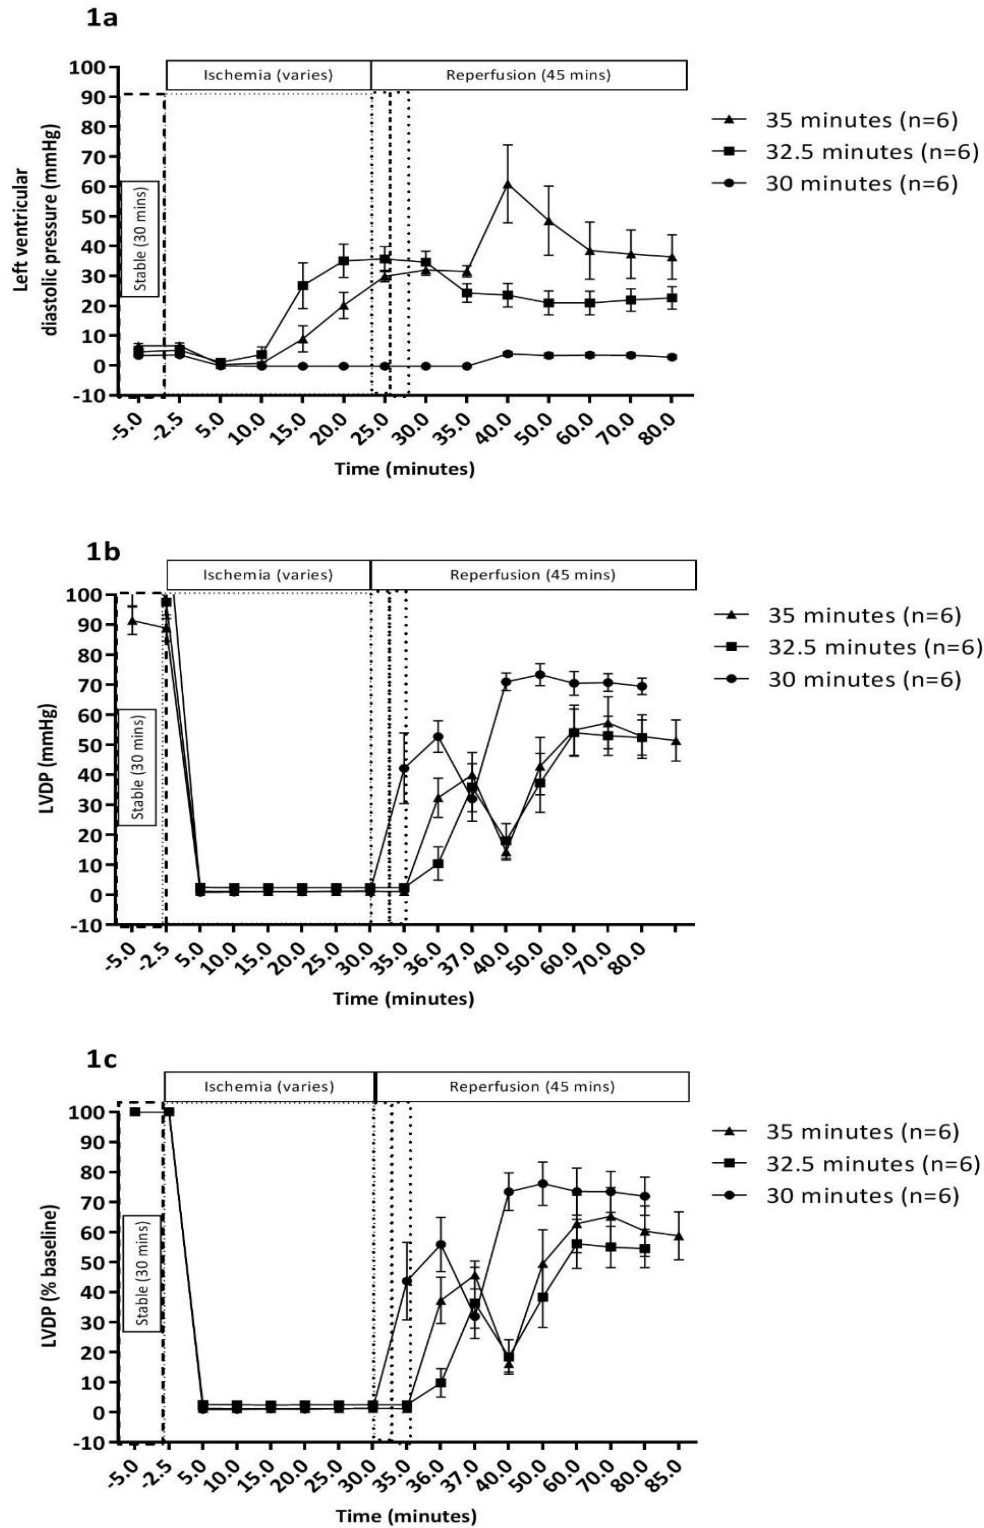 1a
Ischemia (varies) Reperfusion (45 mins)
100
90
80
70
60
50
40
30
20
10
0
-10
Left ventricular
diastolic pressure (mmHg)
Stable (30 mins)
35 minutes (n=6)
32.5 minutes (n=6)
30 minutes (n=6)
-5.0 -2.5 5.0 10.0 15.0 20.0 25.0 30.0 35.0 40.0 50.0 60.0 70.0 80.0
Time (minutes)
1b
Ischemia (varies) Reperfusion (45 mins)
100
90
80
70
60
50
40
30
20
10
0
-10
LVDP (mmHg)
Stable (30 mins)
35 minutes (n=6)
32.5 minutes (n=6)
30 minutes (n=6)
-5.0 -2.5 5.0 10.0 15.0 20.0 25.0 30.0 35.0 36.0 37.0 40.0 50.0 60.0 70.0 80.0
Time (minutes)
1c
Ischemia (varies) Reperfusion (45 mins)
100
90
80
70
60
50
40
30
20
10
0
-10
LVDP (% baseline)
Stable (30 mins)
35 minutes (n=6)
32.5 minutes (n=6)
30 minutes (n=6)
-5.0 -2.5 5.0 10.0 15.0 20.0 25.0 30.0 35.0 36.0 37.0 40.0 50.0 60.0 70.0 80.0 85.0
Time (minutes)